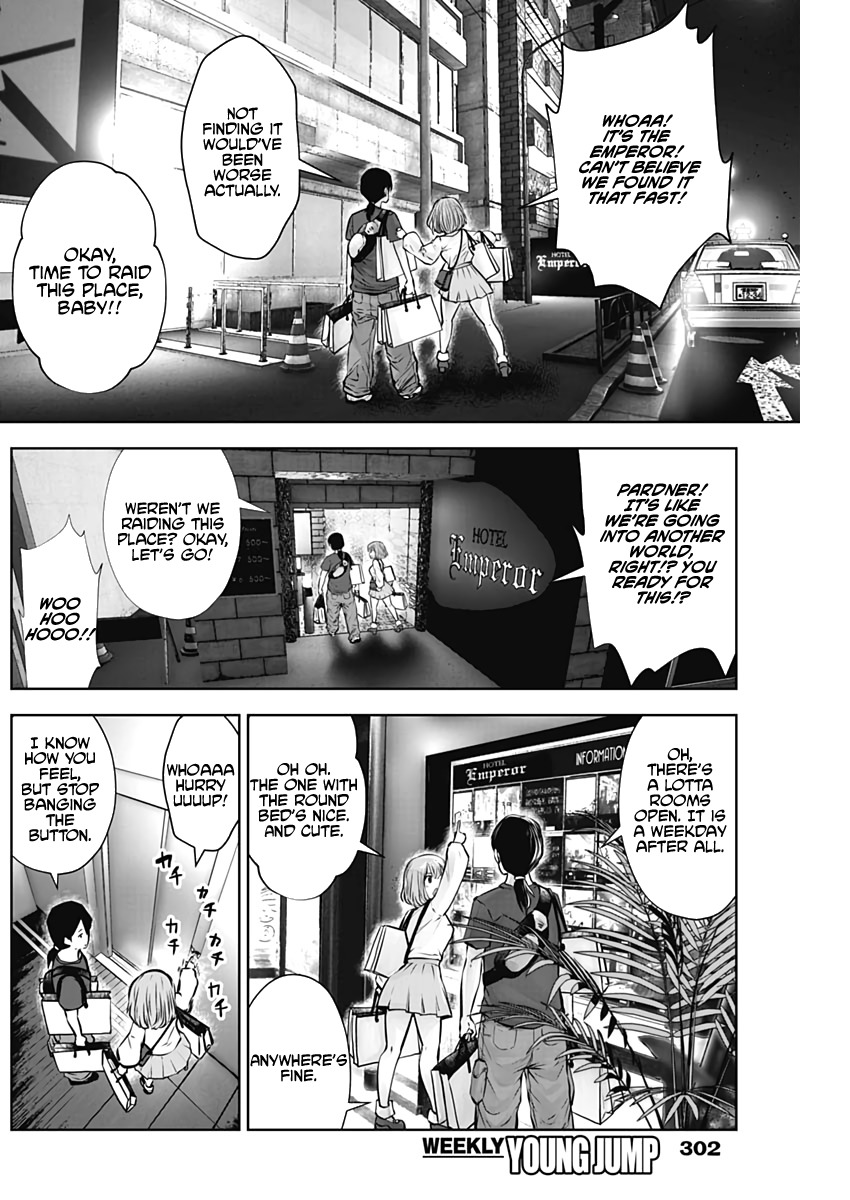 WHOAA!
IT'S THE
EMPEROR!
CAN'T BELIEVE
WE FOUND IT
THAT FAST!
NOT
FINDING IT
WOULD'VE
BEEN
WORSE
ACTUALLY.
OKAY,
TIME TO RAID
THIS PLACE,
BABY!!
HOTEL
Emperor
PARDNER!
IT'S LIKE
WE'RE GOING
INTO ANOTHER
WORLD,
RIGHT!? YOU
READY FOR
THIS!?
HOTEL
Emperor
WEREN'T WE
RAIDING THIS
PLACE? OKAY,
LET'S GO!
WOO
HOO
HOOO!!
OH,
THERE'S
A LOTTA
ROOMS
OPEN. IT IS
A WEEKDAY
AFTER ALL.
HOTEL
Emperor
INFORMATION
OH OH.
THE ONE WITH
THE ROUND
BED'S NICE.
AND CUTE.
ANYWHERE'S
FINE.
WHOAAA
HURRY
UUUUP!
I KNOW
HOW YOU
FEEL,
BUT STOP
BANGING
THE
BUTTON.
カチ
カチ
カチ
カチ
WEEKLY YOUNG JUMP 302